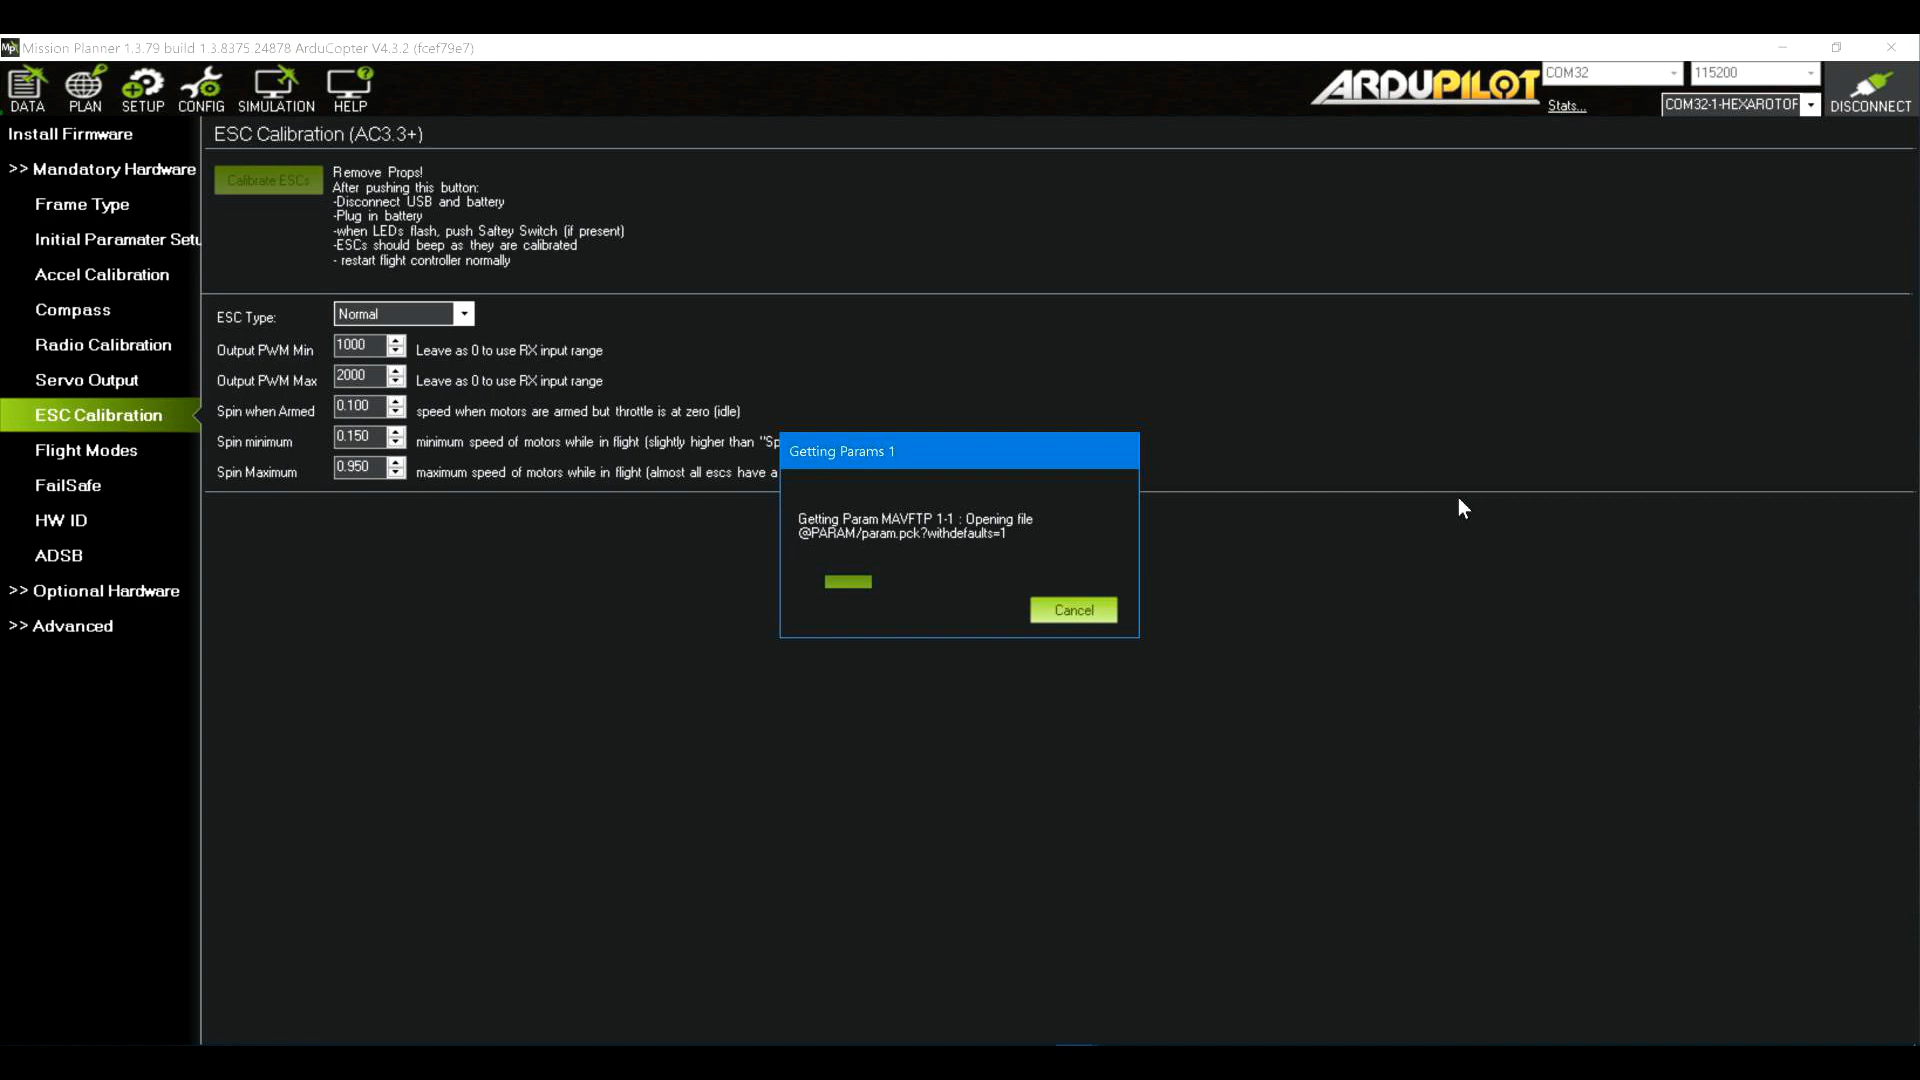 Mp Mission Planner 1.3.79 build 1.3.8375.24878 ArduCopter V4.3.2 (fcef79e7)
DATA PLAN SETUP CONFIG SIMULATION HELP
ARDUPILOT
COM32 115200
Stats... COM32-1-HEXAROTOF DISCONNECT
Install Firmware
>> Mandatory Hardware
Frame Type
Initial Paramater Setu
Accel Calibration
Compass
Radio Calibration
Servo Output
ESC Calibration
Flight Modes
FailSafe
HW ID
ADSB
>> Optional Hardware
>> Advanced
ESC Calibration (AC3.3+)
Calibrate ESCs
Remove Props!
After pushing this button:
-Disconnect USB and battery
-Plug in battery
-when LEDs flash, push Saftey Switch (if present)
-ESCs should beep as they are calibrated
- restart flight controller normally
ESC Type: Normal
Output PWM Min 1000 Leave as 0 to use RX input range
Output PWM Max 2000 Leave as 0 to use RX input range
Spin when Armed 0.100 speed when motors are armed but throttle is at zero (idle)
Spin minimum 0.150 minimum speed of motors while in flight (slightly higher than "Sp
Spin Maximum 0.950 maximum speed of motors while in flight (almost all escs have a
Getting Params 1
Getting Param MAVFTP 1-1 : Opening file
@PARAM/param.pck?withdefaults=1
Cancel